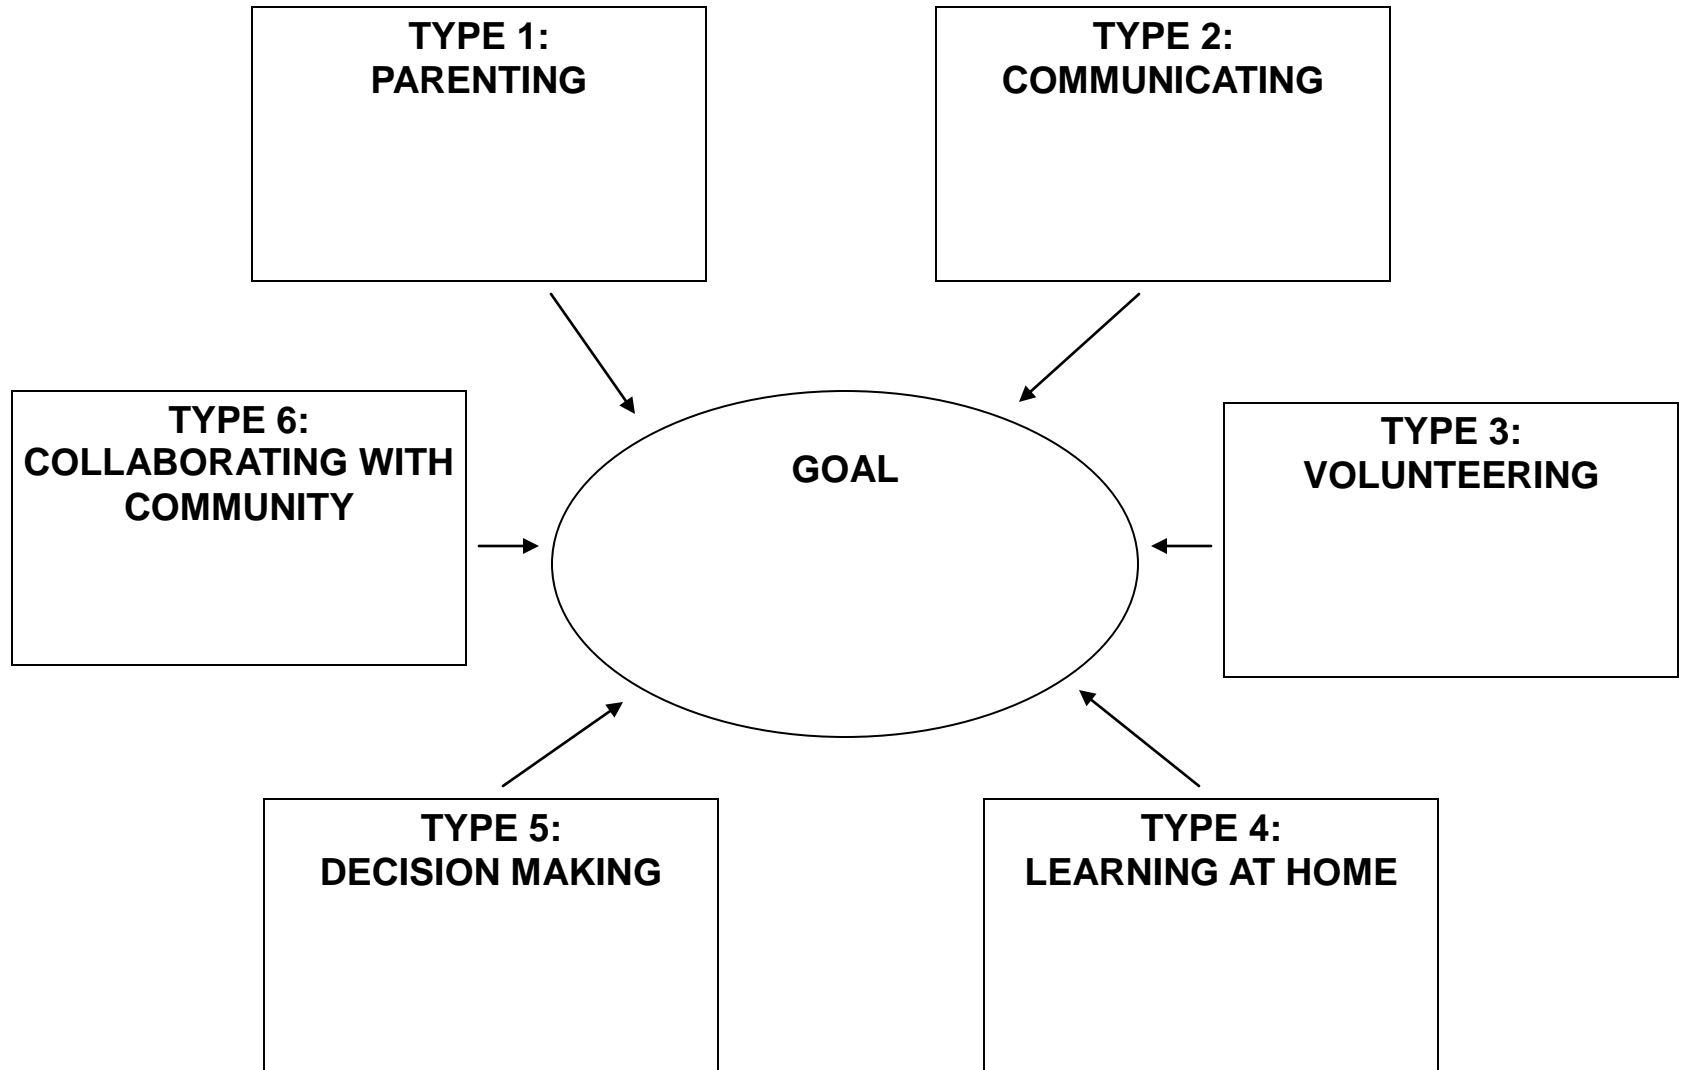 TYPE 1:
PARENTING
TYPE 2:
COMMUNICATING
TYPE 6:
COLLABORATING WITH
COMMUNITY
GOAL
TYPE 3:
VOLUNTEERING
TYPE 5:
DECISION MAKING
TYPE 4:
LEARNING AT HOME